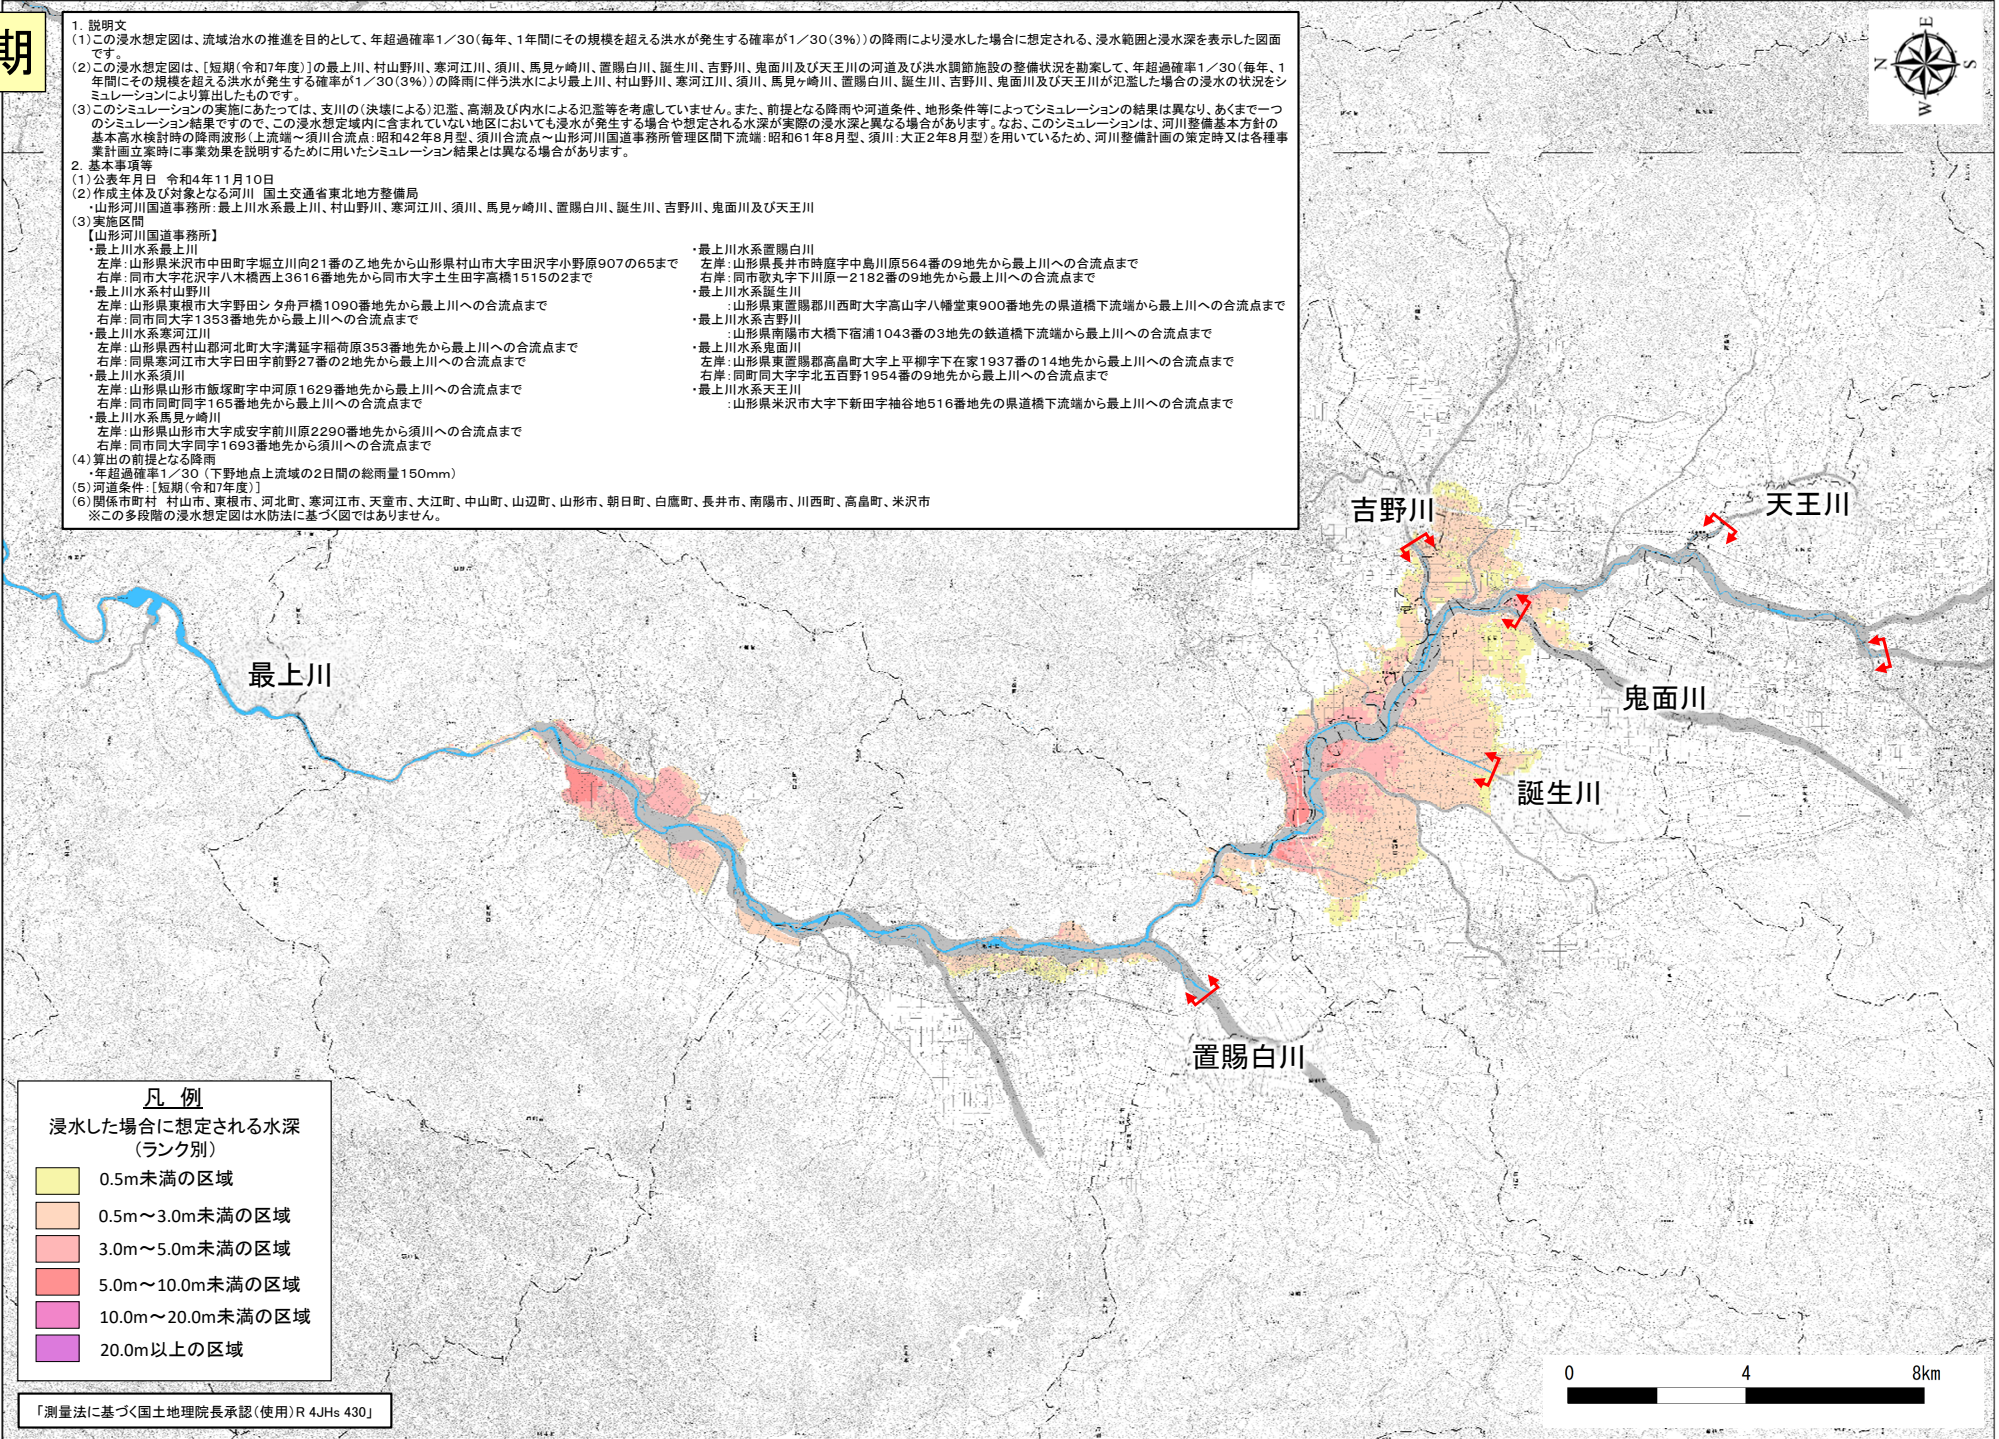 期
1. 説明文
(1)この浸水想定図は、流域治水の推進を目的として、年超過確率1/30(毎年、1年間にその規模を超える洪水が発生する確率が1/30(3%))の降雨により浸水した場合に想定される、浸水範囲と浸水深を表示した図面
です。
(2)この浸水想定図は、[短期(令和7年度)]の最上川、村山野川、寒河江川、須川、馬見ヶ崎川、置賜白川、誕生川、吉野川、鬼面川及び天王川の河道及び洪水調節施設の整備状況を勘案して、年超過確率1/30(毎年、1
年間にその規模を超える洪水が発生する確率が1/30(3%))の降雨に伴う洪水により最上川、村山野川、寒河江川、須川、馬見ヶ崎川、置賜白川、誕生川、吉野川、鬼面川及び天王川が氾濫した場合の浸水の状況をシ
ミュレーションにより算出したものです。
(3)このシミュレーションの実施にあたっては、支川の(決壊による)氾濫、高潮及び内水による氾濫等を考慮していません。また、前提となる降雨や河道条件、地形条件等によってシミュレーションの結果は異なり、あくまで一つ
のシミュレーション結果ですので、この浸水想定域内に含まれていない地区においても浸水が発生する場合や想定される水深が実際の浸水深と異なる場合があります。なお、このシミュレーションは、河川整備基本方針の
基本高水検討時の降雨波形(上流端～須川合流点:昭和42年8月型、須川合流点～山形河川国道事務所管理区間下流端:昭和61年8月型、須川:大正2年8月型)を用いているため、河川整備計画の策定時又は各種事
業計画立案時に事業効果を説明するために用いたシミュレーション結果とは異なる場合があります。
2. 基本事項等
(1)公表年月日 令和4年11月10日
(2)作成主体及び対象となる河川 国土交通省東北地方整備局
・山形河川国道事務所:最上川水系最上川、村山野川、寒河江川、須川、馬見ヶ崎川、置賜白川、誕生川、吉野川、鬼面川及び天王川
(3)実施区間
【山形河川国道事務所】
・最上川水系最上川
左岸:山形県米沢市中田町字堀立川向21番の乙地先から山形県村山市大字田沢字小野原907の65まで
右岸:同市大字花沢字八木橋西上3616番地先から同市大字土生田字高橋1515の2まで
・最上川水系村山野川
左岸:山形県東根市大字野田シタ舟戸橋1090番地先から最上川への合流点まで
右岸:同市同大字1353番地先から最上川への合流点まで
・最上川水系寒河江川
左岸:山形県西村山郡河北町大字溝延字稲荷原353番地先から最上川への合流点まで
右岸:同県寒河江市大字日田字前野27番の2地先から最上川への合流点まで
・最上川水系須川
左岸:山形県山形市飯塚町字中河原1629番地先から最上川への合流点まで
右岸:同市同町同字165番地先から最上川への合流点まで
・最上川水系馬見ヶ崎川
左岸:山形県山形市大字成安字前川原2290番地先から須川への合流点まで
右岸:同市同大字同字1693番地先から須川への合流点まで
・最上川水系置賜白川
左岸:山形県長井市時庭字中島川原564番の9地先から最上川への合流点まで
右岸:同市歌丸字下川原一2182番の9地先から最上川への合流点まで
・最上川水系誕生川
:山形県東置賜郡川西町大字高山字八幡堂東900番地先の県道橋下流端から最上川への合流点まで
・最上川水系吉野川
:山形県南陽市大橋下宿浦1043番の3地先の鉄道橋下流端から最上川への合流点まで
・最上川水系鬼面川
左岸:山形県東置賜郡高畠町大字上平柳字下在家1937番の14地先から最上川への合流点まで
右岸:同町同大字字北五百野1954番の9地先から最上川への合流点まで
・最上川水系天王川
:山形県米沢市大字下新田字袖谷地516番地先の県道橋下流端から最上川への合流点まで
(4)算出の前提となる降雨
・年超過確率1/30 (下野地点上流域の2日間の総雨量150mm)
(5)河道条件:[短期(令和7年度)]
(6)関係市町村 村山市、東根市、河北町、寒河江市、天童市、大江町、中山町、山辺町、山形市、朝日町、白鷹町、長井市、南陽市、川西町、高畠町、米沢市
※この多段階の浸水想定図は水防法に基づく図ではありません。
E
N
S
W
吉野川
天王川
最上川
鬼面川
誕生川
置賜白川
凡 例
浸水した場合に想定される水深
(ランク別)
0.5m未満の区域
0.5m～3.0m未満の区域
3.0m～5.0m未満の区域
5.0m～10.0m未満の区域
10.0m～20.0m未満の区域
20.0m以上の区域
「測量法に基づく国土地理院長承認(使用)R 4JHs 430」
0 4 8km